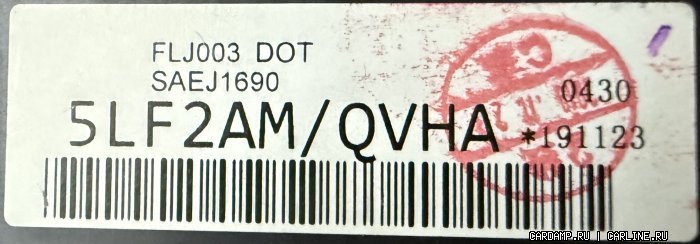 FLJ003 DOT
SAEJ1690
0430
5LF2AM/QVHA *191123
CARDAMP.RU | CARLINE.RU